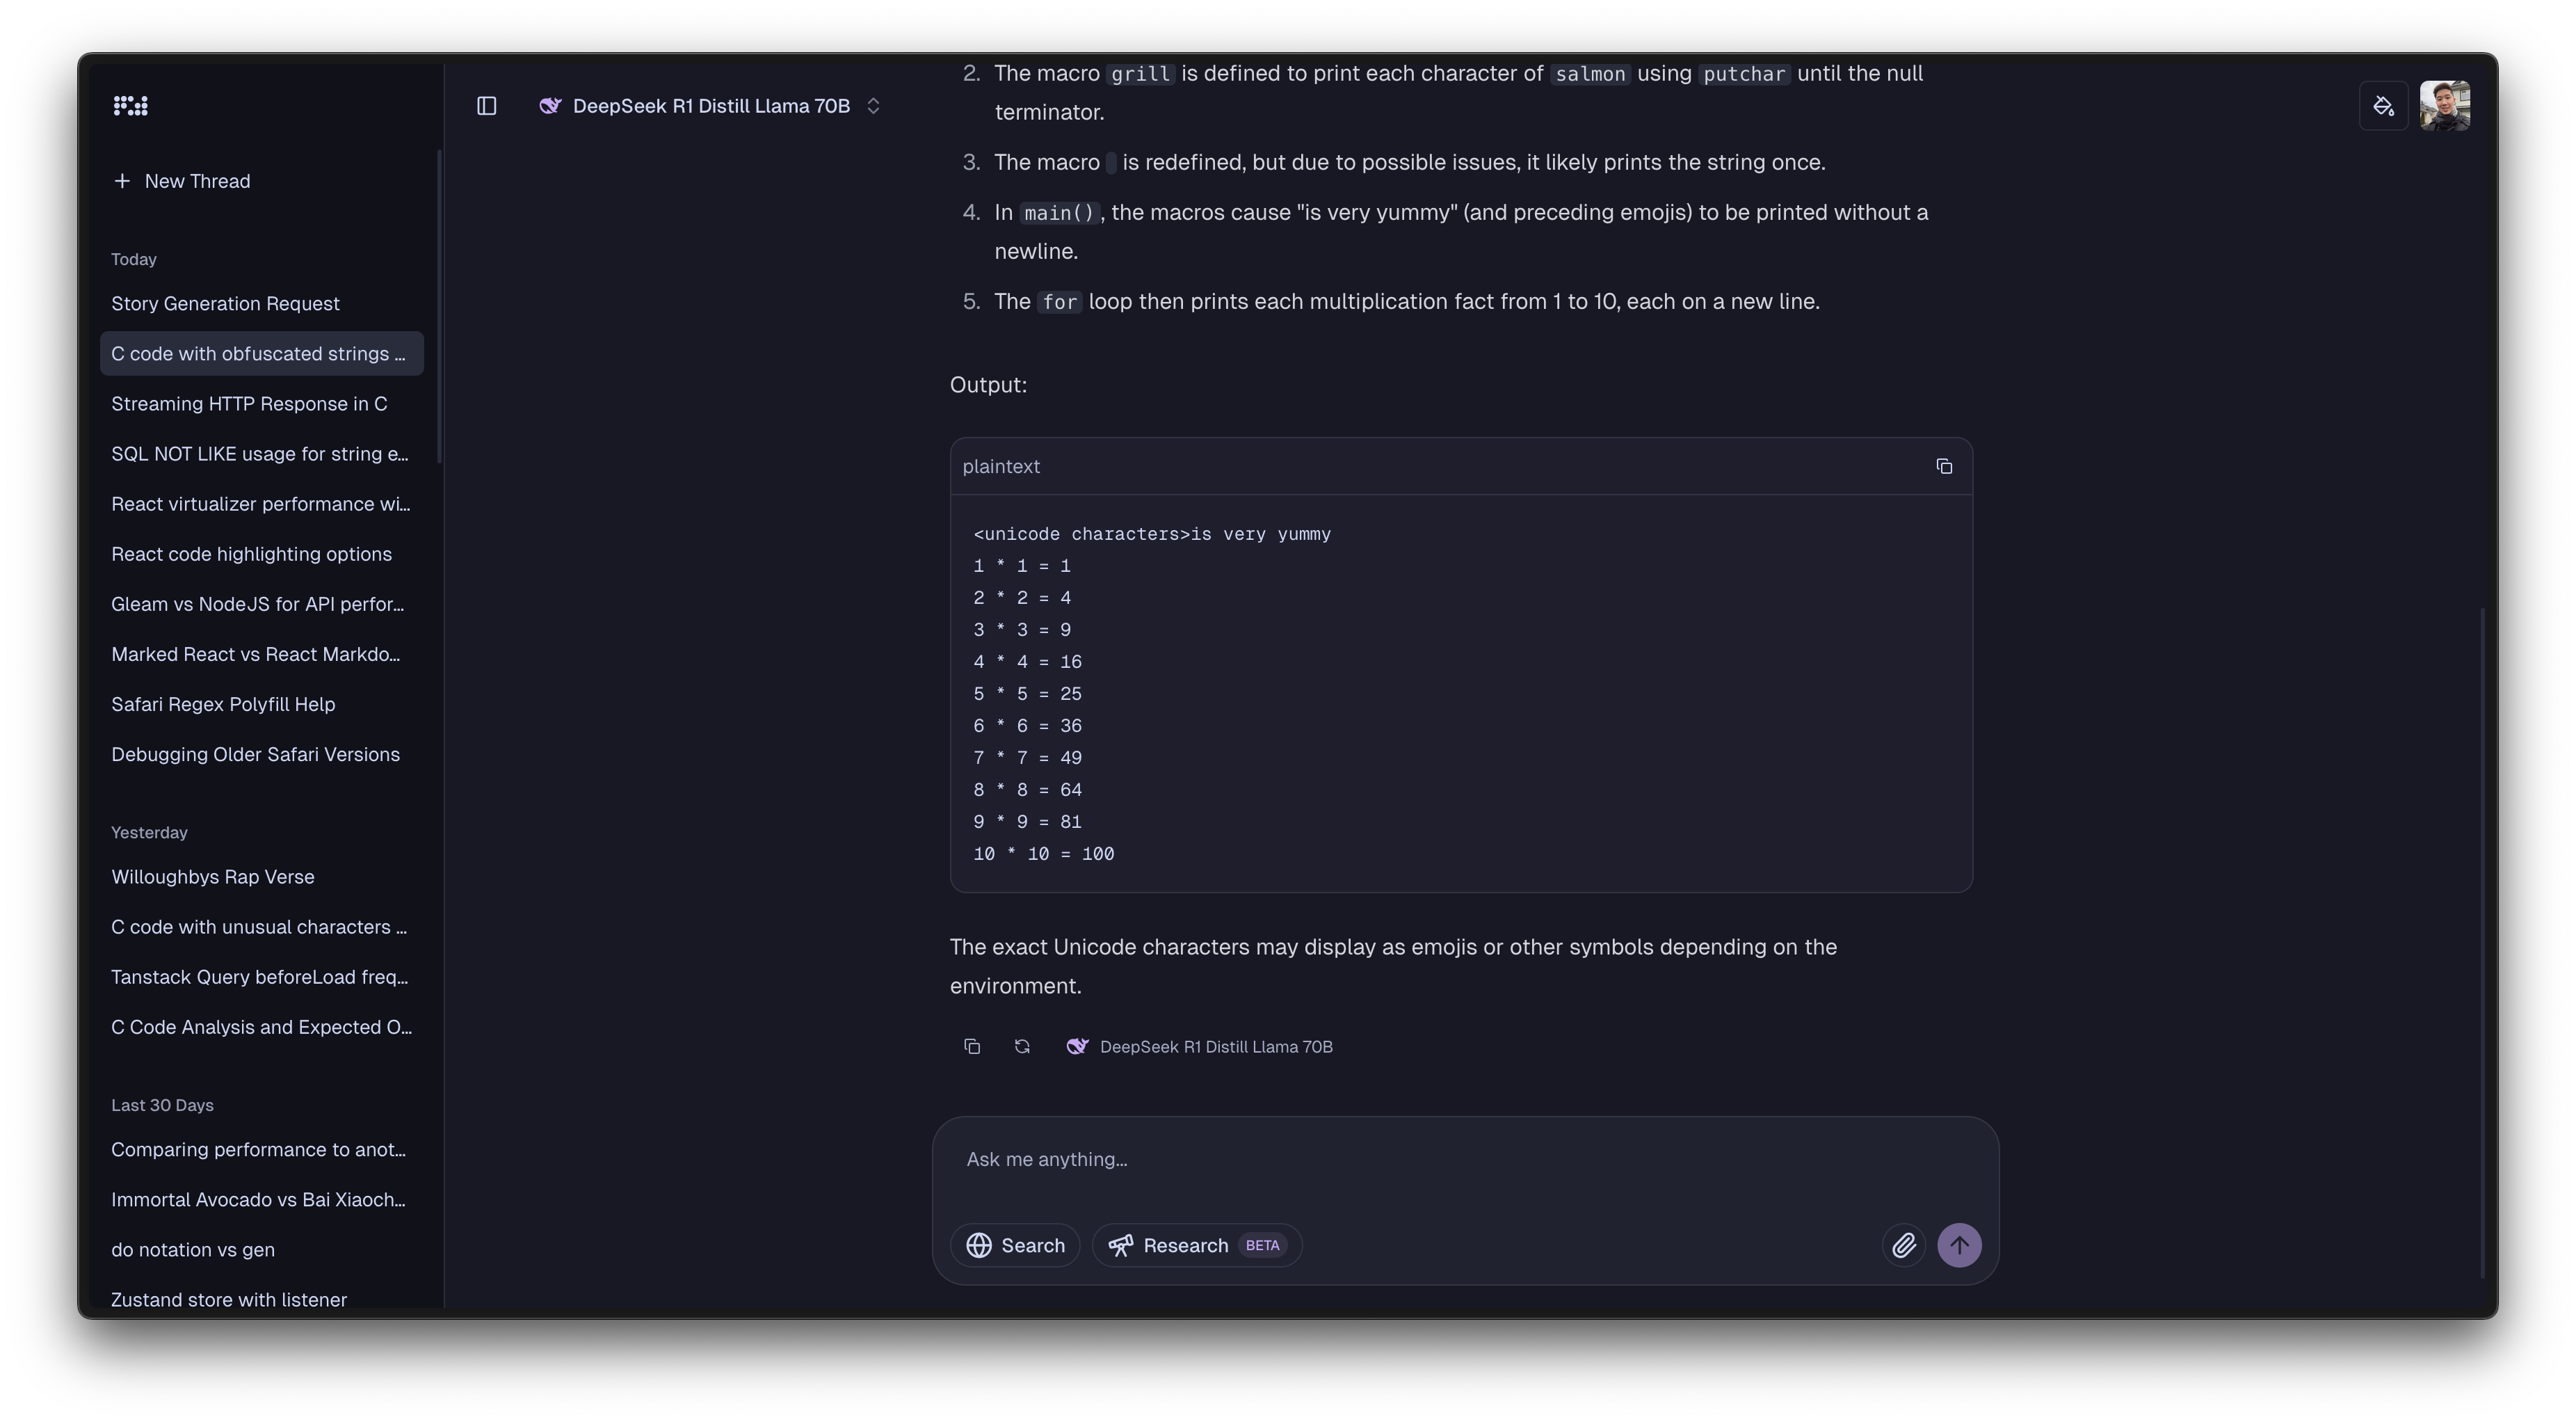 New Thread
Today
Story Generation Request
C code with obfuscated strings ...
Streaming HTTP Response in C
SQL NOT LIKE usage for string e...
React virtualizer performance wi...
React code highlighting options
Gleam vs NodeJS for API perfor...
Marked React vs React Markdo...
Safari Regex Polyfill Help
Debugging Older Safari Versions
Yesterday
Willoughbys Rap Verse
C code with unusual characters ...
Tanstack Query beforeLoad freq...
C Code Analysis and Expected O...
Last 30 Days
Comparing performance to anot...
Immortal Avocado vs Bai Xiaoch...
do notation vs gen
Zustand store with listener
DeepSeek R1 Distill Llama 70B
2. The macro grill is defined to print each character of salmon using putchar until the null
terminator.
3. The macro is redefined, but due to possible issues, it likely prints the string once.
4. In main(), the macros cause "is very yummy" (and preceding emojis) to be printed without a
newline.
5. The for loop then prints each multiplication fact from 1 to 10, each on a new line.
Output:
plaintext
<unicode characters>is very yummy
1 * 1 = 1
2 * 2 = 4
3 * 3 = 9
4 * 4 = 16
5 * 5 = 25
6 * 6 = 36
7 * 7 = 49
8 * 8 = 64
9 * 9 = 81
10 * 10 = 100
The exact Unicode characters may display as emojis or other symbols depending on the
environment.
DeepSeek R1 Distill Llama 70B
Ask me anything...
Search
Research BETA